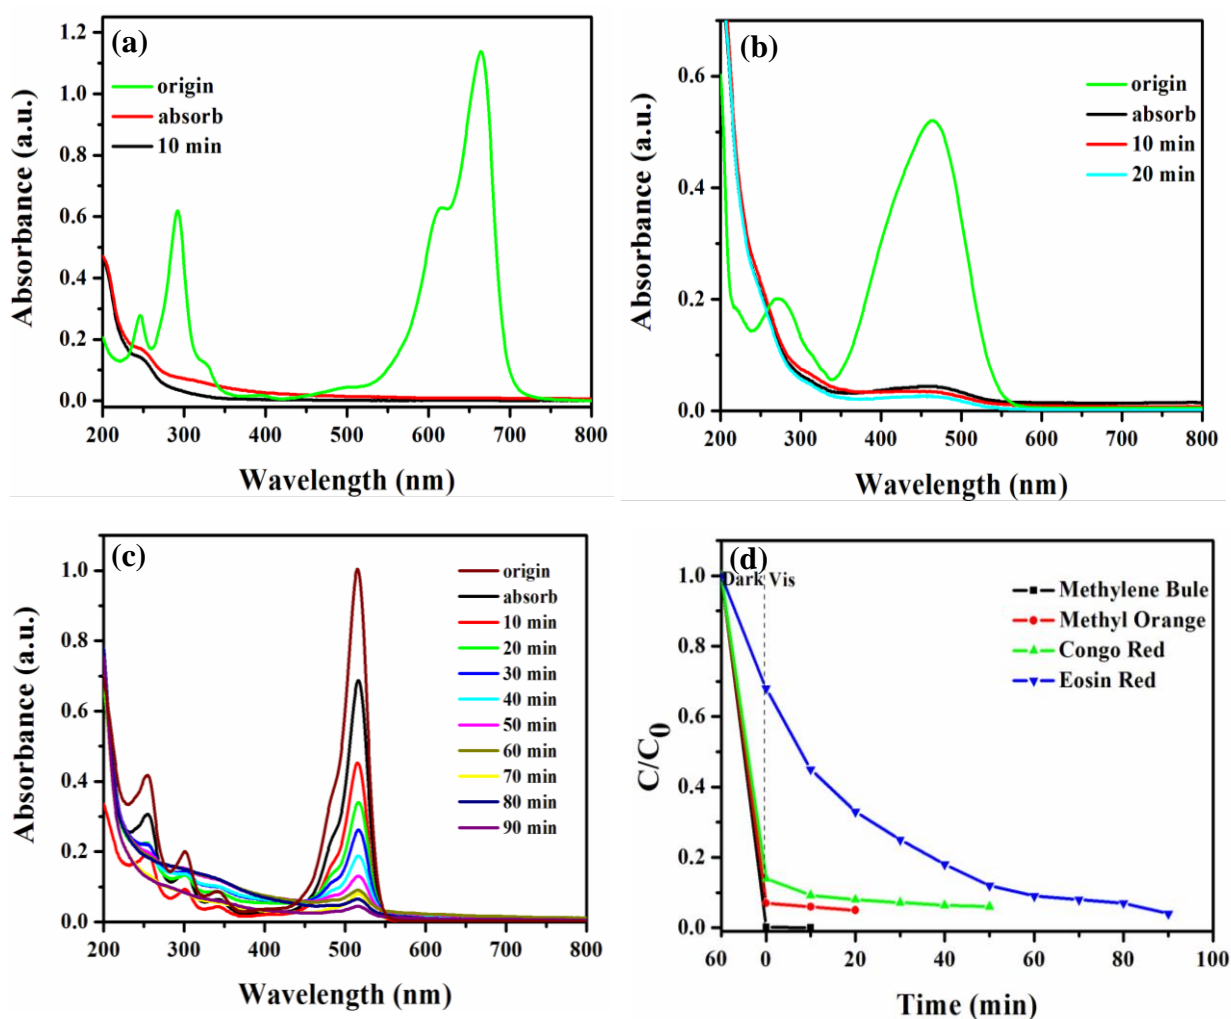 (a)
origin
absorb
10 min
Absorbance (a.u.)
1.2
1.0
0.8
0.6
0.4
0.2
0.0
200 300 400 500 600 700 800
Wavelength (nm)
(b)
origin
absorb
10 min
20 min
Absorbance (a.u.)
0.6
0.4
0.2
0.0
200 300 400 500 600 700 800
Wavelength (nm)
(c)
origin
absorb
10 min
20 min
30 min
40 min
50 min
60 min
70 min
80 min
90 min
Absorbance (a.u.)
1.0
0.8
0.6
0.4
0.2
0.0
200 300 400 500 600 700 800
Wavelength (nm)
(d)
Dark Vis
Methylene Bule
Methyl Orange
Congo Red
Eosin Red
C/C0
1.0
0.8
0.6
0.4
0.2
0.0
60 0 20 40 60 80 100
Time (min)